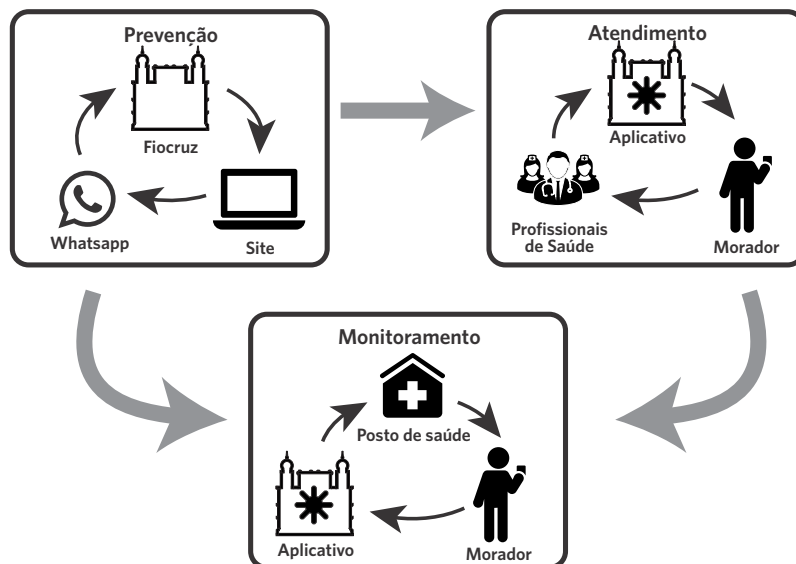 Prevenção
Fiocruz
Whatsapp
Site
Atendimento
Aplicativo
Profissionais
de Saúde
Morador
Monitoramento
Posto de saúde
Aplicativo
Morador